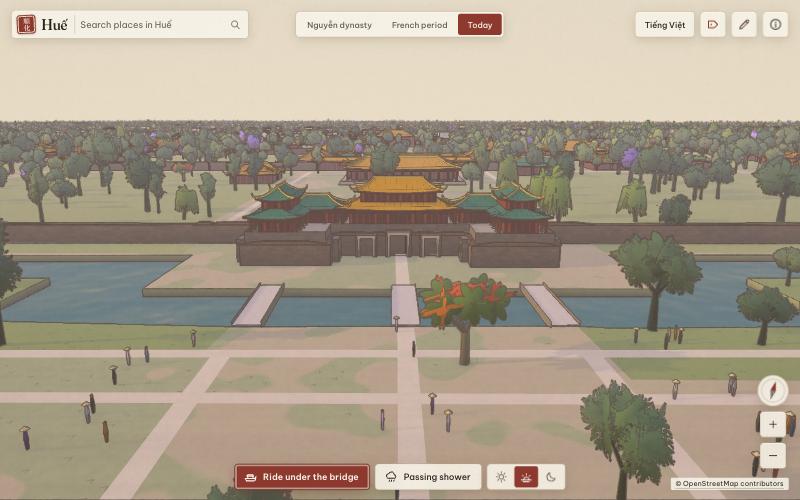 Huế
Search places in Huế
Nguyễn dynasty
French period
Today
Tiếng Việt
Ride under the bridge
Passing shower
© OpenStreetMap contributors